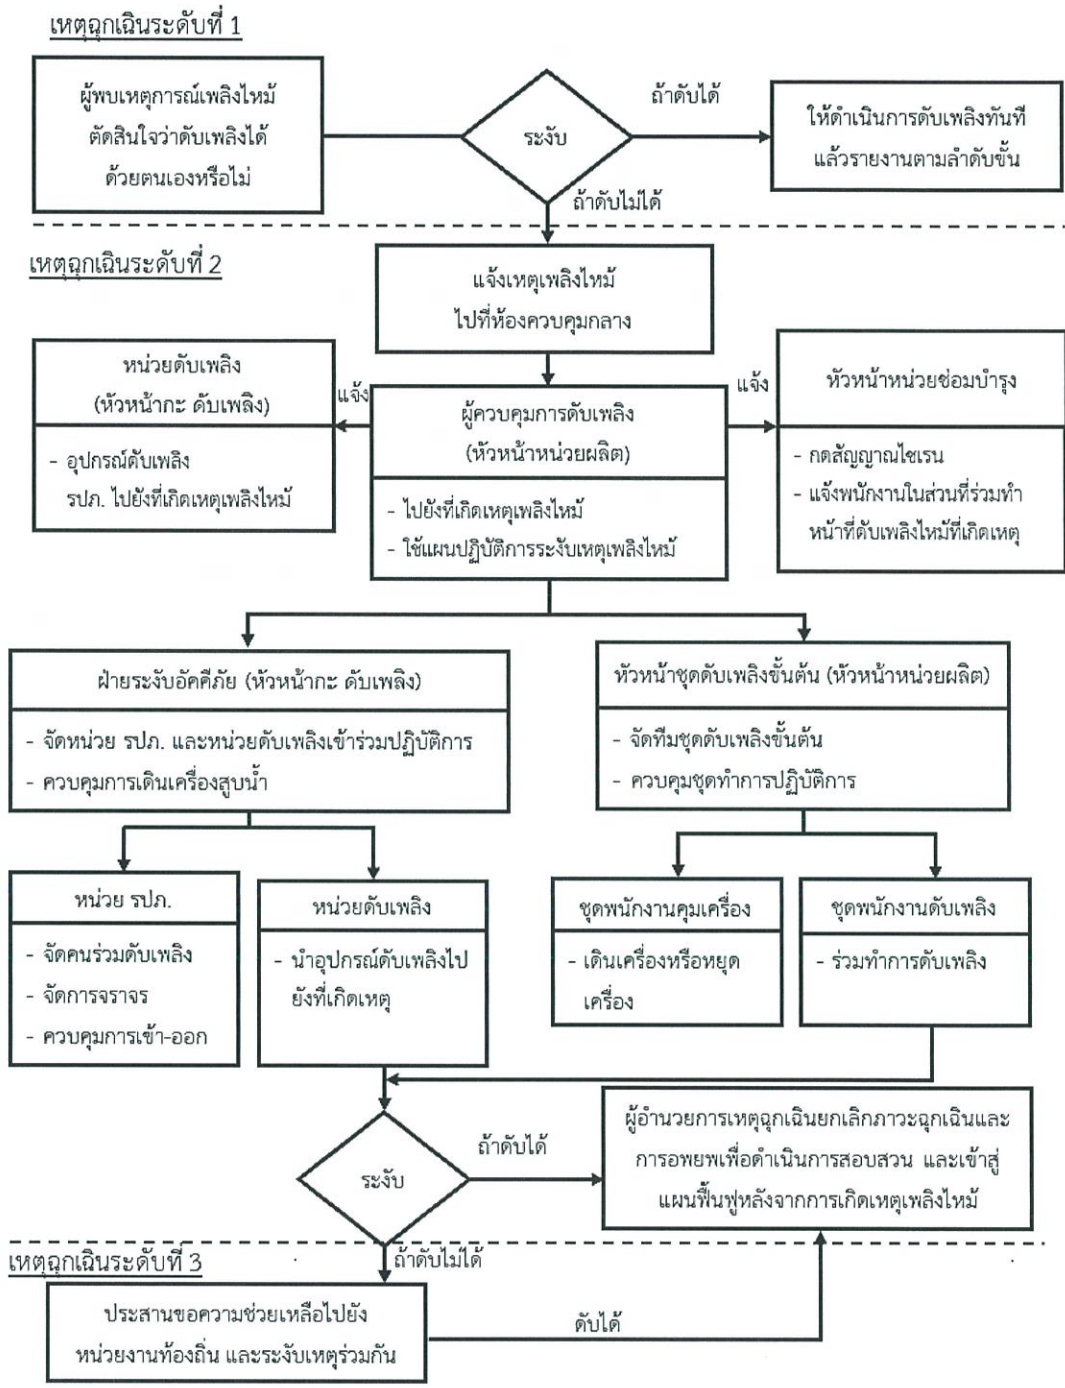 เหตุฉุกเฉินระดับที่ 1
ผู้พบเหตุการณ์เพลิงไหม้
ตัดสินใจว่าดับเพลิงได้
ด้วยตนเองหรือไม่
ระงับ
ถ้าดับได้
ให้ดำเนินการดับเพลิงทันที
แล้วรายงานตามลำดับขั้น
ถ้าดับไม่ได้
เหตุฉุกเฉินระดับที่ 2
แจ้งเหตุเพลิงไหม้
ไปที่ห้องควบคุมกลาง
หน่วยดับเพลิง
(หัวหน้ากะ ดับเพลิง)
- อุปกรณ์ดับเพลิง
รปภ. ไปยังที่เกิดเหตุเพลิงไหม้
แจ้ง
ผู้ควบคุมการดับเพลิง
(หัวหน้าหน่วยผลิต)
- ไปยังที่เกิดเหตุเพลิงไหม้
- ใช้แผนปฏิบัติการระงับเหตุเพลิงไหม้
แจ้ง
หัวหน้าหน่วยซ่อมบำรุง
- กดสัญญาณไซเรน
- แจ้งพนักงานในส่วนที่ร่วมทำ
หน้าที่ดับเพลิงไหม้ที่เกิดเหตุ
ฝ่ายระงับอัคคีภัย (หัวหน้ากะ ดับเพลิง)
- จัดหน่วย รปภ. และหน่วยดับเพลิงเข้าร่วมปฏิบัติการ
- ควบคุมการเดินเครื่องสูบน้ำ
หัวหน้าชุดดับเพลิงขั้นต้น (หัวหน้าหน่วยผลิต)
- จัดทีมชุดดับเพลิงขั้นต้น
- ควบคุมชุดทำการปฏิบัติการ
หน่วย รปภ.
- จัดคนร่วมดับเพลิง
- จัดการจราจร
- ควบคุมการเข้า-ออก
หน่วยดับเพลิง
- นำอุปกรณ์ดับเพลิงไป
ยังที่เกิดเหตุ
ชุดพนักงานคุมเครื่อง
- เดินเครื่องหรือหยุด
เครื่อง
ชุดพนักงานดับเพลิง
- ร่วมทำการดับเพลิง
ระงับ
ถ้าดับได้
ผู้อำนวยการเหตุฉุกเฉินยกเลิกภาวะฉุกเฉินและ
การอพยพเพื่อดำเนินการสอบสวน และเข้าสู่
แผนฟื้นฟูหลังจากการเกิดเหตุเพลิงไหม้
เหตุฉุกเฉินระดับที่ 3
ถ้าดับไม่ได้
ประสานขอความช่วยเหลือไปยัง
หน่วยงานท้องถิ่น และระงับเหตุร่วมกัน
ดับได้